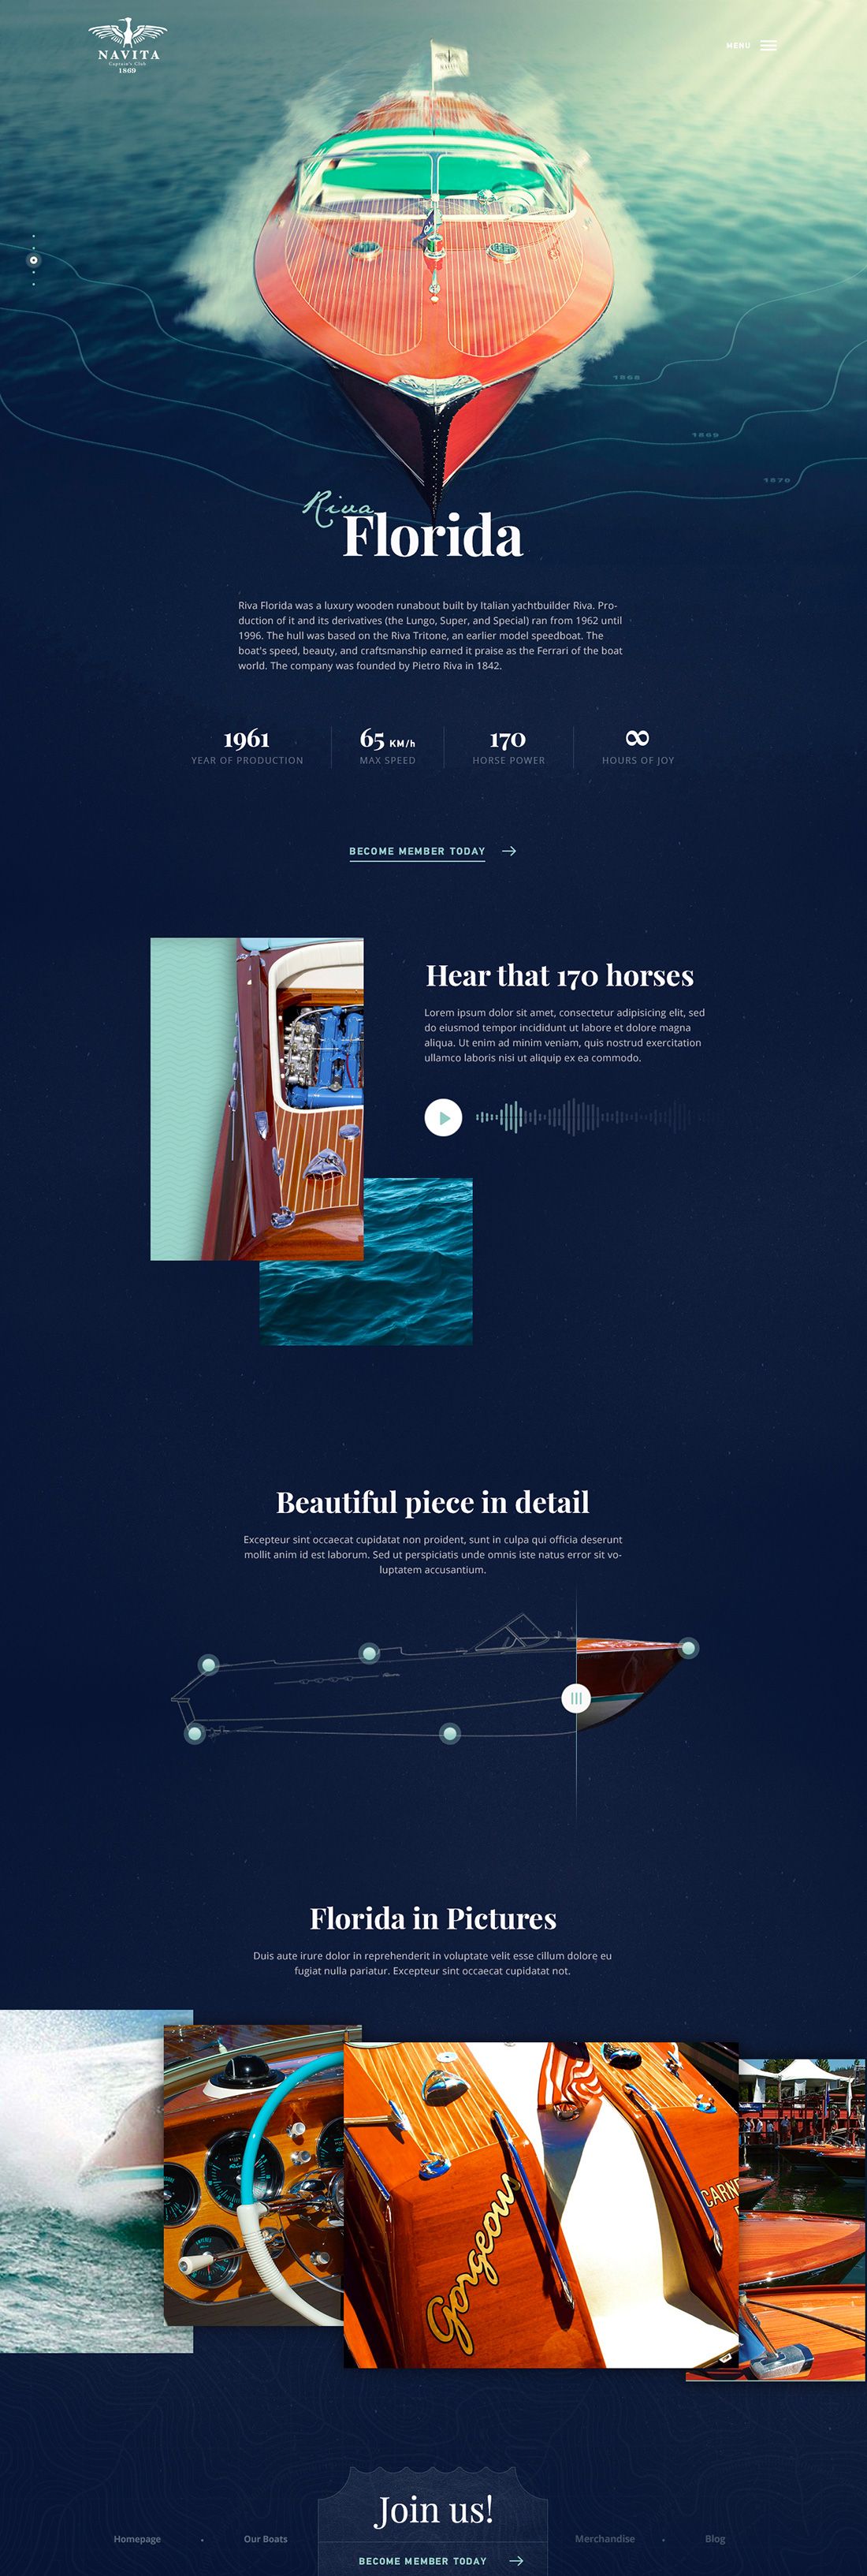 NAVITA
Captain's Club
1869
MENU
1868
1869
1870
Riva
Florida
Riva Florida was a luxury wooden runabout built by Italian yachtbuilder Riva. Pro-
duction of it and its derivatives (the Lungo, Super, and Special) ran from 1962 until
1996. The hull was based on the Riva Tritone, an earlier model speedboat. The
boat's speed, beauty, and craftsmanship earned it praise as the Ferrari of the boat
world. The company was founded by Pietro Riva in 1842.
1961 65 KM/h 170 ∞
YEAR OF PRODUCTION MAX SPEED HORSE POWER HOURS OF JOY
BECOME MEMBER TODAY →
Hear that 170 horses
Lorem ipsum dolor sit amet, consectetur adipisicing elit, sed
do eiusmod tempor incididunt ut labore et dolore magna
aliqua. Ut enim ad minim veniam, quis nostrud exercitation
ullamco laboris nisi ut aliquip ex ea commodo.
Beautiful piece in detail
Excepteur sint occaecat cupidatat non proident, sunt in culpa qui officia deserunt
mollit anim id est laborum. Sed ut perspiciatis unde omnis iste natus error sit vo-
luptatem accusantium.
Florida in Pictures
Duis aute irure dolor in reprehenderit in voluptate velit esse cillum dolore eu
fugiat nulla pariatur. Excepteur sint occaecat cupidatat not.
Gorgeous
CARNE
Join us!
Homepage • Our Boats
Merchandise • Blog
BECOME MEMBER TODAY →